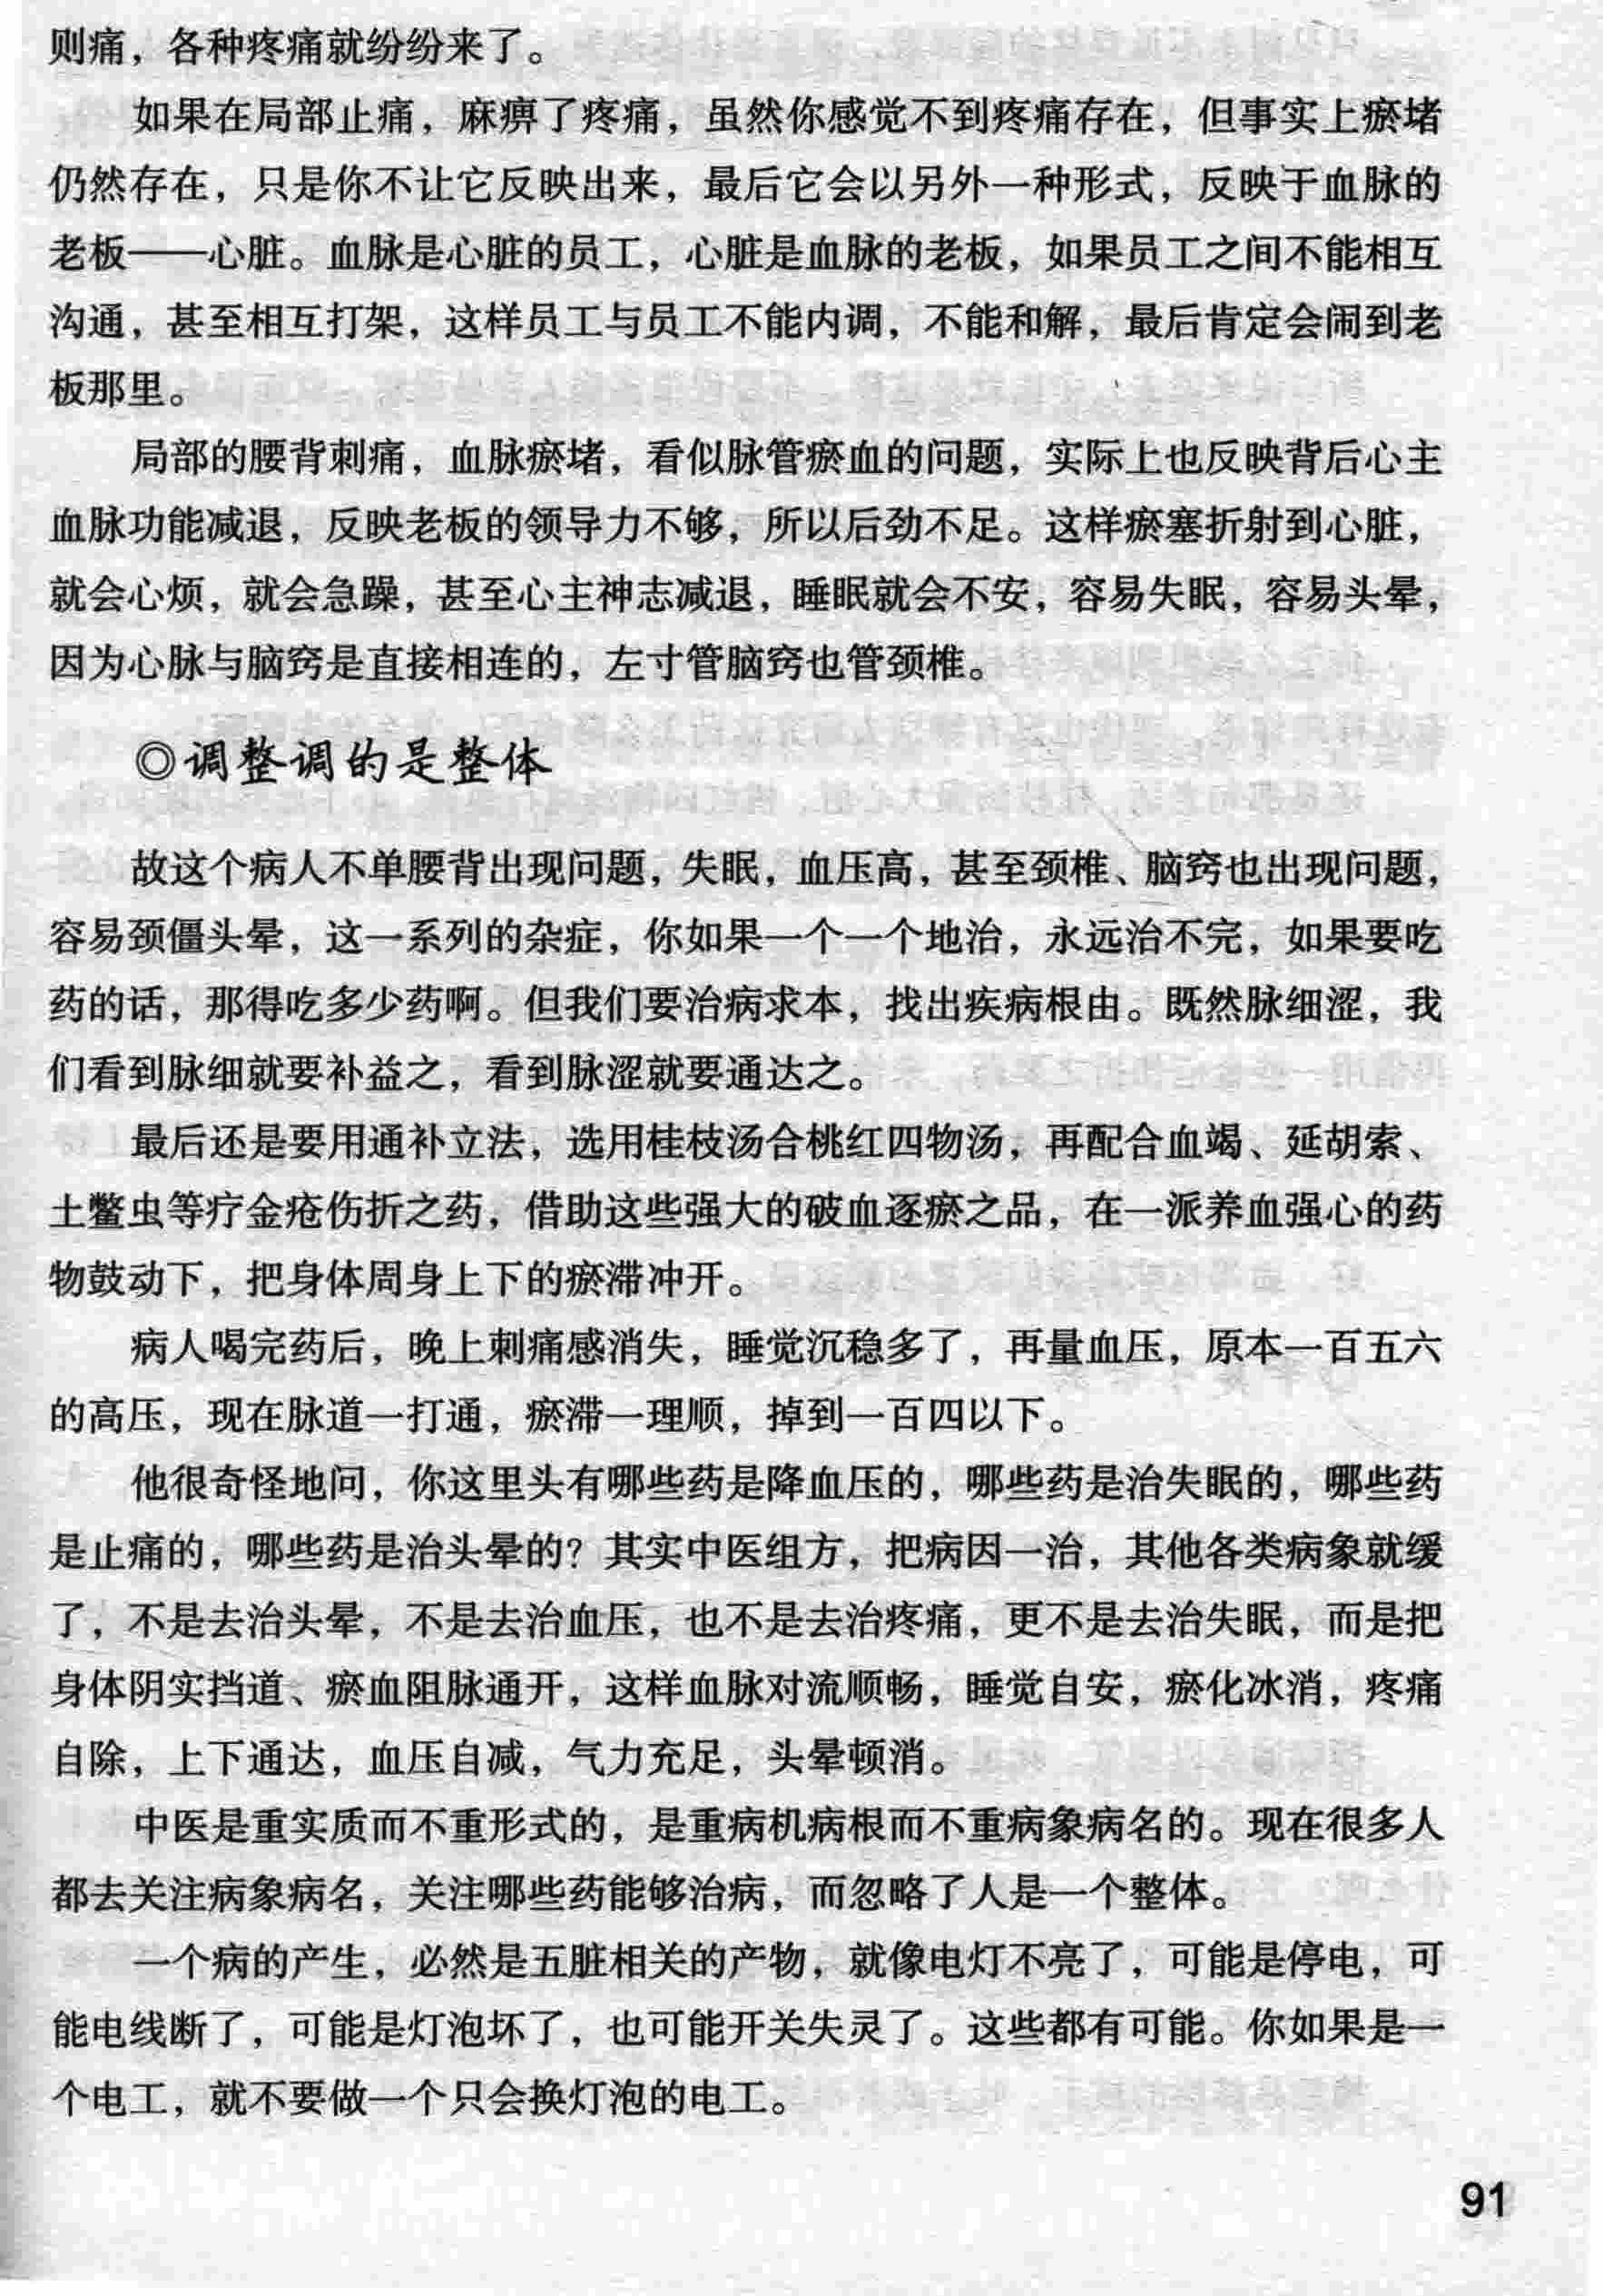 则痛，各种疼痛就纷纷来了。
如果在局部止痛，麻痹了疼痛，虽然你感觉不到疼痛存在，但事实上瘀堵
仍然存在，只是你不让它反映出来，最后它会以另外一种形式，反映于血脉的
老板——心脏。血脉是心脏的员工，心脏是血脉的老板，如果员工之间不能相互
沟通，甚至相互打架，这样员工与员工不能内调，不能和解，最后肯定会闹到老
板那里。
局部的腰背刺痛，血脉瘀堵，看似脉管瘀血的问题，实际上也反映背后心主
血脉功能减退，反映老板的领导力不够，所以后劲不足。这样瘀塞折射到心脏，
就会心烦，就会急躁，甚至心主神志减退，睡眠就会不安，容易失眠，容易头晕，
因为心脉与脑窍是直接相连的，左寸管脑窍也管颈椎。
◎调整调的是整体
故这个病人不单腰背出现问题，失眠，血压高，甚至颈椎、脑窍也出现问题，
容易颈僵头晕，这一系列的杂症，你如果一个一个地治，永远治不完，如果要吃
药的话，那得吃多少药啊。但我们要治病求本，找出疾病根由。既然脉细涩，我
们看到脉细就要补益之，看到脉涩就要通达之。
最后还是要用通补立法，选用桂枝汤合桃红四物汤，再配合血竭、延胡索、
土鳖虫等疗金疮伤折之药，借助这些强大的破血逐瘀之品，在一派养血强心的药
物鼓动下，把身体周身上下的瘀滞冲开。
病人喝完药后，晚上刺痛感消失，睡觉沉稳多了，再量血压，原本一百五六
的高压，现在脉道一打通，瘀滞一理顺，掉到一百四以下。
他很奇怪地问，你这里头有哪些药是降血压的，哪些药是治失眠的，哪些药
是止痛的，哪些药是治头晕的？其实中医组方，把病因一治，其他各类病象就缓
了，不是去治头晕，不是去治血压，也不是去治疼痛，更不是去治失眠，而是把
身体阴实挡道、瘀血阻脉通开，这样血脉对流顺畅，睡觉自安，瘀化冰消，疼痛
自除，上下通达，血压自减，气力充足，头晕顿消。
中医是重实质而不重形式的，是重病机病根而不重病象病名的。现在很多人
都去关注病象病名，关注哪些药能够治病，而忽略了人是一个整体。
一个病的产生，必然是五脏相关的产物，就像电灯不亮了，可能是停电，可
能电线断了，可能是灯泡坏了，也可能开关失灵了。这些都有可能。你如果是一
个电工，就不要做一个只会换灯泡的电工。
91